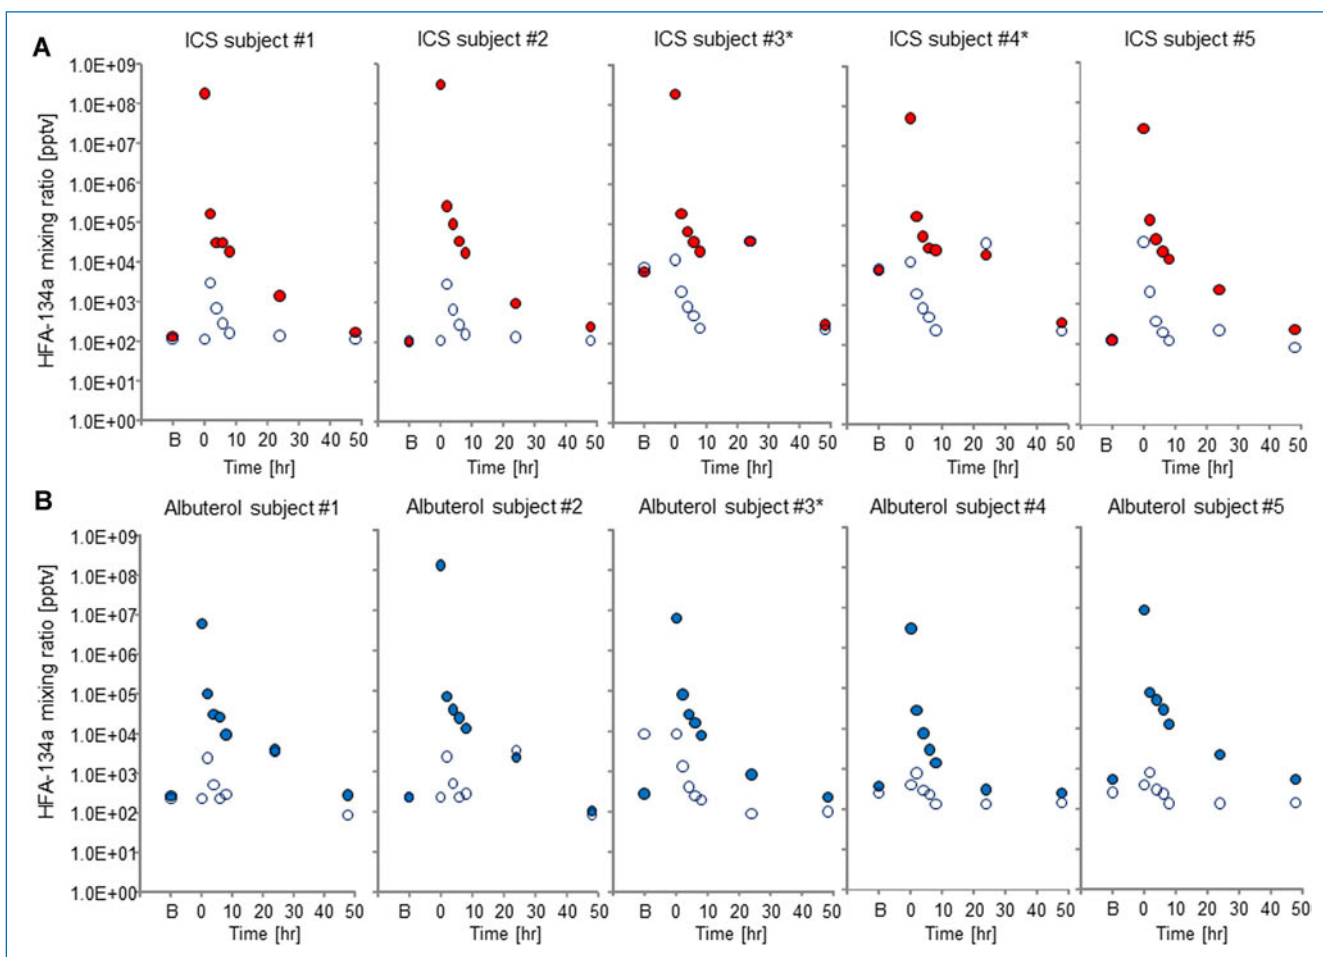 A
ICS subject #1
ICS subject #2
ICS subject #3*
ICS subject #4*
ICS subject #5
HFA-134a mixing ratio [pptv]
1.0E+09
1.0E+08
1.0E+07
1.0E+06
1.0E+05
1.0E+04
1.0E+03
1.0E+02
1.0E+01
1.0E+00
B 0 10 20 30 40 50
B 0 10 20 30 40 50
B 0 10 20 30 40 50
B 0 10 20 30 40 50
B 0 10 20 30 40 50
Time [hr]
Time [hr]
Time [hr]
Time [hr]
Time [hr]
B
Albuterol subject #1
Albuterol subject #2
Albuterol subject #3*
Albuterol subject #4
Albuterol subject #5
HFA-134a mixing ratio [pptv]
1.0E+09
1.0E+08
1.0E+07
1.0E+06
1.0E+05
1.0E+04
1.0E+03
1.0E+02
1.0E+01
1.0E+00
B 0 10 20 30 40 50
B 0 10 20 30 40 50
B 0 10 20 30 40 50
B 0 10 20 30 40 50
B 0 10 20 30 40 50
Time [hr]
Time [hr]
Time [hr]
Time [hr]
Time [hr]